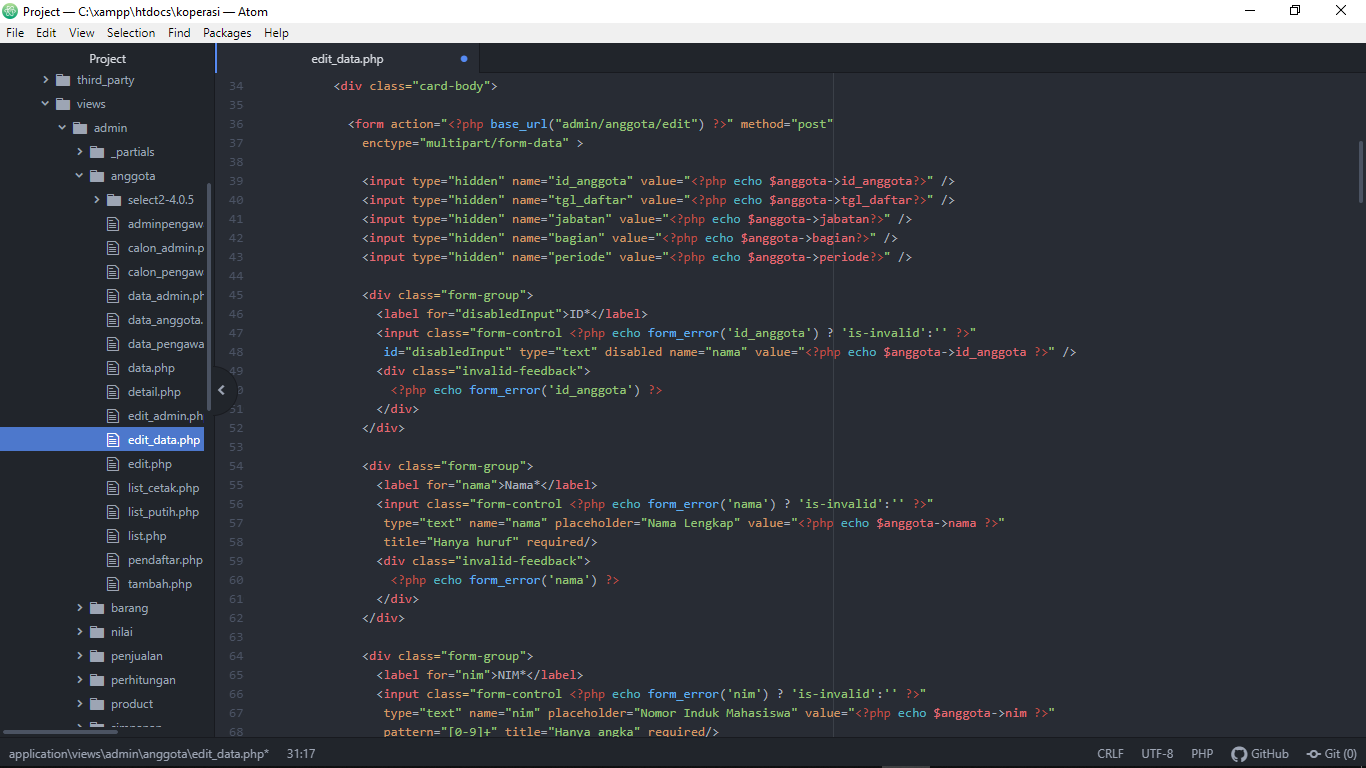 Project — C:\xampp\htdocs\koperasi — Atom
File Edit View Selection Find Packages Help
Project
third_party
views
admin
_partials
anggota
select2-4.0.5
adminpengaw
calon_admin.p
calon_pengaw
data_admin.ph
data_anggota.
data_pengawa
data.php
detail.php
edit_admin.ph
edit_data.php
edit.php
list_cetak.php
list_putih.php
list.php
pendaftar.php
tambah.php
barang
nilai
penjualan
perhitungan
product
edit_data.php
34 <div class="card-body">
35
36 <form action="<?php base_url("admin/anggota/edit") ?>" method="post"
37 enctype="multipart/form-data" >
38
39 <input type="hidden" name="id_anggota" value="<?php echo $anggota->id_anggota?>" />
40 <input type="hidden" name="tgl_daftar" value="<?php echo $anggota->tgl_daftar?>" />
41 <input type="hidden" name="jabatan" value="<?php echo $anggota->jabatan?>" />
42 <input type="hidden" name="bagian" value="<?php echo $anggota->bagian?>" />
43 <input type="hidden" name="periode" value="<?php echo $anggota->periode?>" />
44
45 <div class="form-group">
46 <label for="disabledInput">ID*</label>
47 <input class="form-control <?php echo form_error('id_anggota') ? 'is-invalid':'' ?>"
48 id="disabledInput" type="text" disabled name="nama" value="<?php echo $anggota->id_anggota ?>" />
49 <div class="invalid-feedback">
<?php echo form_error('id_anggota') ?>
51 </div>
52 </div>
53
54 <div class="form-group">
55 <label for="nama">Nama*</label>
56 <input class="form-control <?php echo form_error('nama') ? 'is-invalid':'' ?>"
57 type="text" name="nama" placeholder="Nama Lengkap" value="<?php echo $anggota->nama ?>"
58 title="Hanya huruf" required/>
59 <div class="invalid-feedback">
60 <?php echo form_error('nama') ?>
61 </div>
62 </div>
63
64 <div class="form-group">
65 <label for="nim">NIM*</label>
66 <input class="form-control <?php echo form_error('nim') ? 'is-invalid':'' ?>"
67 type="text" name="nim" placeholder="Nomor Induk Mahasiswa" value="<?php echo $anggota->nim ?>"
68 pattern="[0-9]+" title="Hanya angka" required/>
application\views\admin\anggota\edit_data.php* 31:17 CRLF UTF-8 PHP GitHub Git (0)